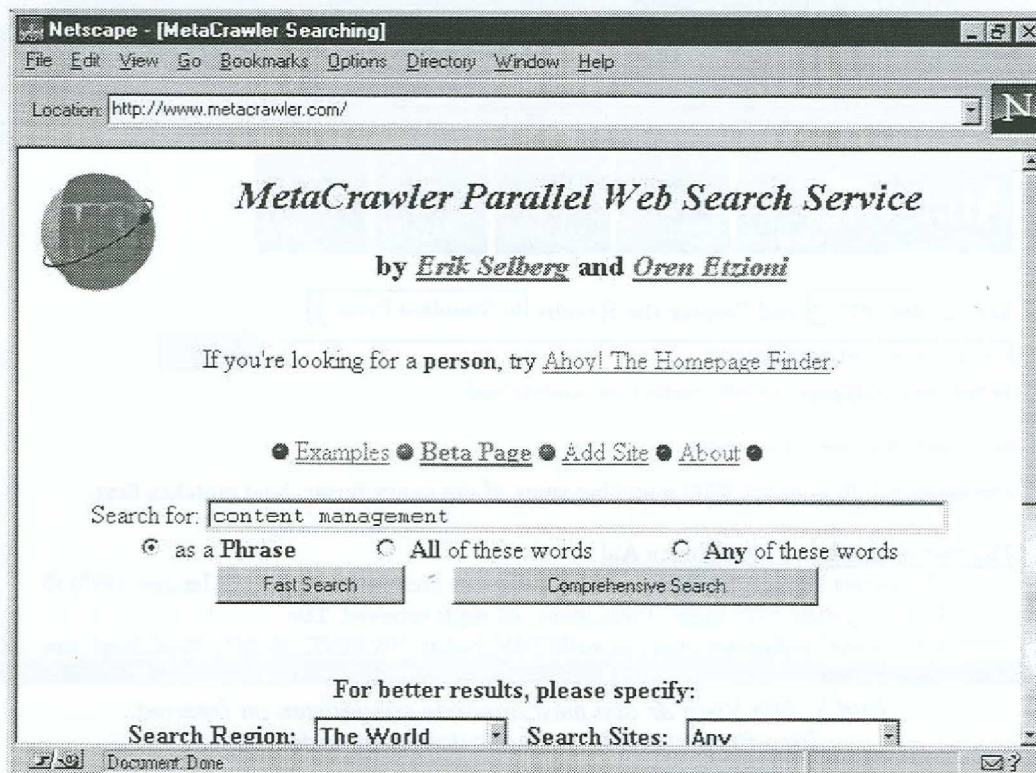 Netscape - [MetaCrawler Searching]
File Edit View Go Bookmarks Options Directory Window Help
Location: http://www.metacrawler.com/
N
MetaCrawler Parallel Web Search Service
by Erik Selberg and Oren Etzioni
If you're looking for a person, try Ahoy! The Homepage Finder.
Examples Beta Page Add Site About
Search for: content management
as a Phrase All of these words Any of these words
Fast Search Comprehensive Search
For better results, please specify:
Search Region: The World Search Sites: Any
Document: Done